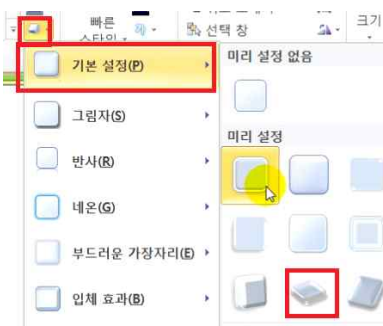 빠른
스타일
선택 창
크기
기본 설정(P)
미리 설정 없음
그림자(S)
미리 설정
반사(R)
네온(G)
부드러운 가장자리(E)
입체 효과(B)